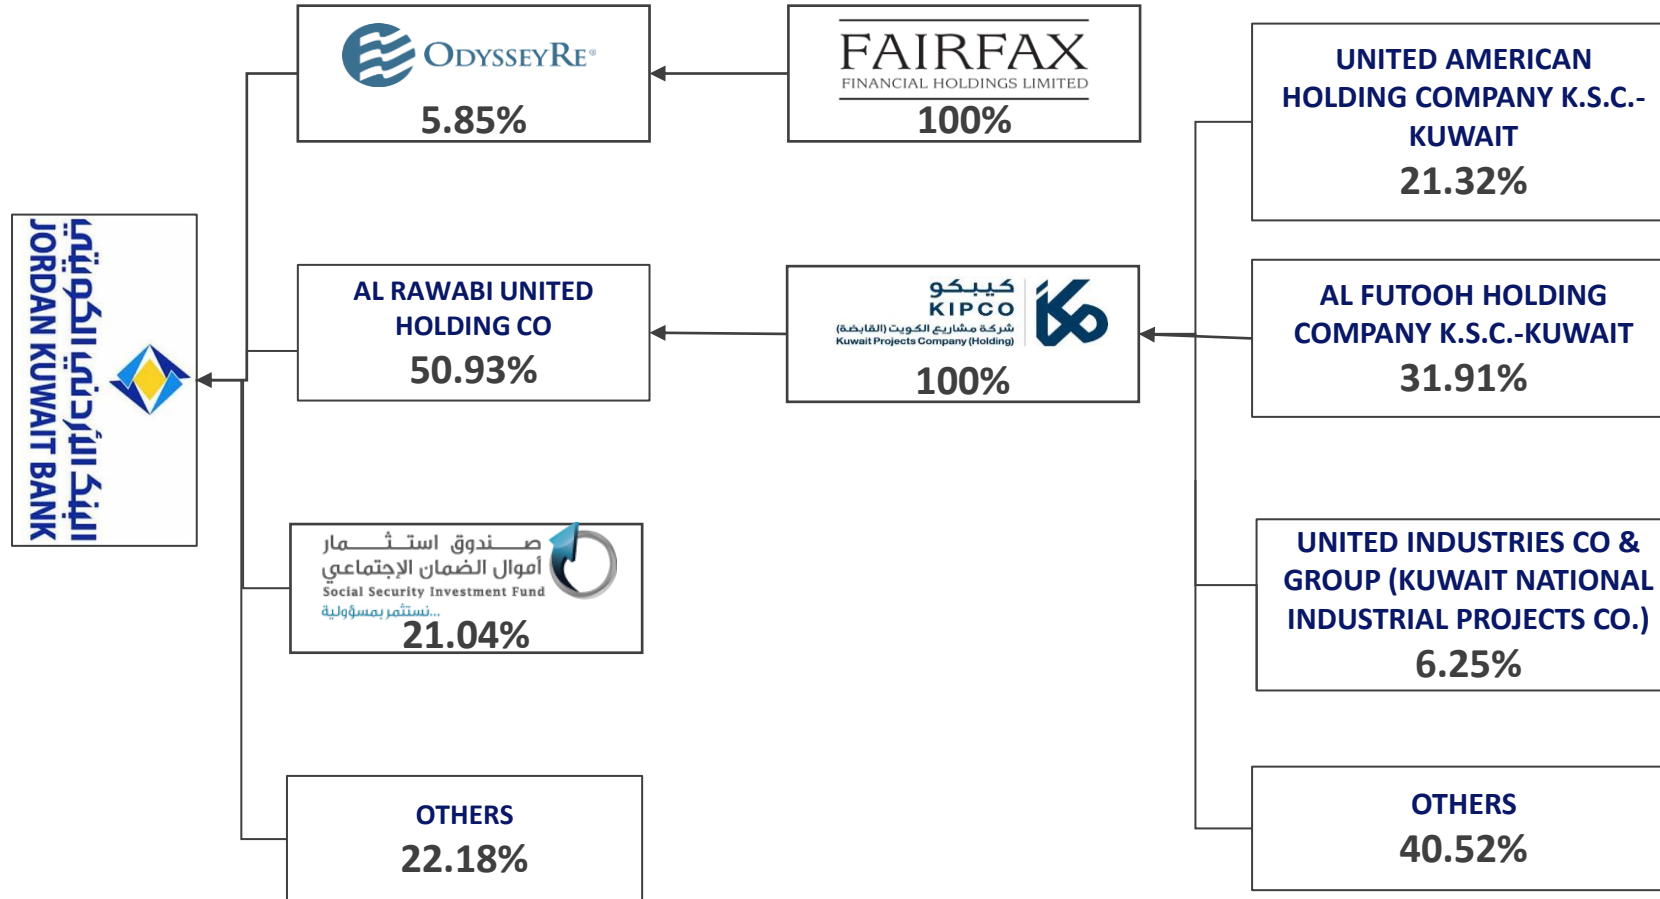 البنك الأردني الكويتي
JORDAN KUWAIT BANK
ODYSSEYRE®
5.85%
FAIRFAX
FINANCIAL HOLDINGS LIMITED
100%
AL RAWABI UNITED
HOLDING CO
50.93%
كيبكو
KIPCO
شركة مشاريع الكويت (القابضة)
Kuwait Projects Company (Holding)
100%
صندوق استثمار
أموال الضمان الإجتماعي
Social Security Investment Fund
نستثمر بمسؤولية...
21.04%
OTHERS
22.18%
UNITED AMERICAN
HOLDING COMPANY K.S.C.-
KUWAIT
21.32%
AL FUTOOH HOLDING
COMPANY K.S.C.-KUWAIT
31.91%
UNITED INDUSTRIES CO &
GROUP (KUWAIT NATIONAL
INDUSTRIAL PROJECTS CO.)
6.25%
OTHERS
40.52%